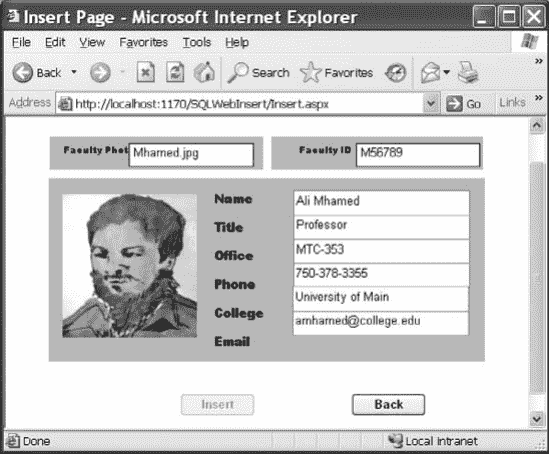 Insert Page - Microsoft Internet Explorer
File Edit View Favorites Tools Help
Back Search Favorites
Address http://localhost:1170/SQLWebInsert/Insert.aspx Go Links
Faculty Phot Mhamed.jpg Faculty ID M56789
Name Ali Mhamed
Title Professor
Office MTC-353
Phone 750-378-3355
College University of Main
Email amhamed@college.edu
Insert Back
Done Local intranet